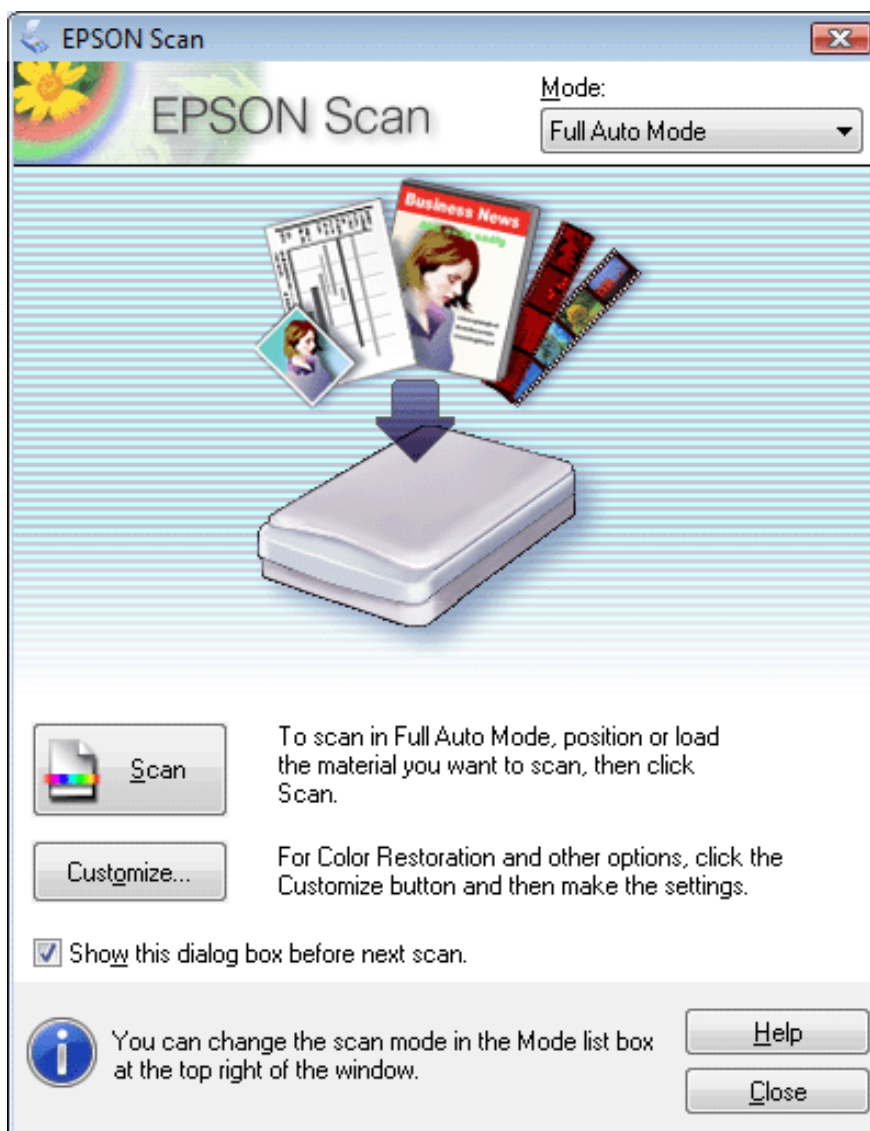 EPSON Scan
EPSON Scan
Mode:
Full Auto Mode
Business News
Scan
To scan in Full Auto Mode, position or load
the material you want to scan, then click
Scan.
Customize...
For Color Restoration and other options, click the
Customize button and then make the settings.
Show this dialog box before next scan.
You can change the scan mode in the Mode list box
at the top right of the window.
Help
Close